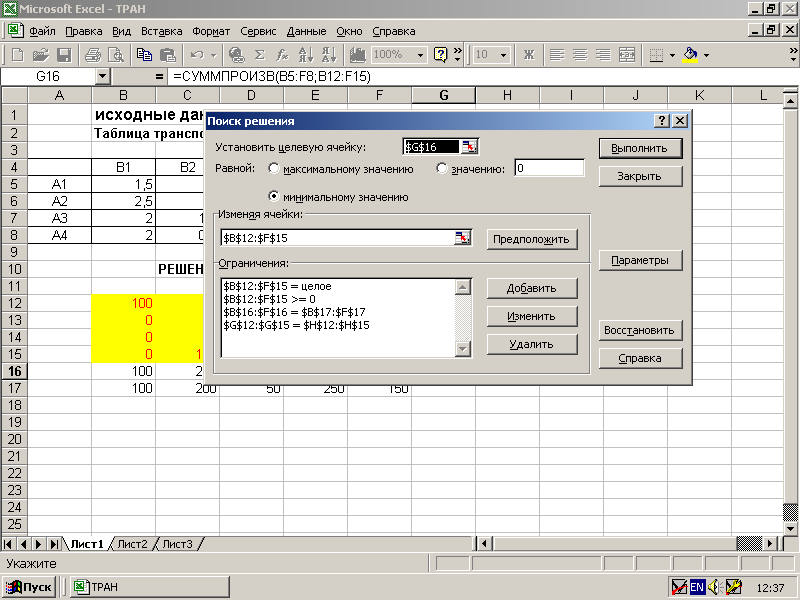 Microsoft Excel - ТРАН
Файл Правка Вид Вставка Формат Сервис Данные Окно Справка
100% 10 Ж
G16 = =СУММПРОИЗВ(B5:F8;B12:F15)
A B C D E F G H I J K L
1 исходные дан
2 Таблица транспо
3
4 B1 B2
5 A1 1,5
6 A2 2,5
7 A3 2 1
8 A4 2 0
9
10 РЕШЕН
11
12 100
13 0
14 0
15 0 1
16 100 2
17 100 200 50 250 150
18
19
20
21
22
23
24
25
Поиск решения
Установить целевую ячейку: $G$16 Выполнить
Равной: максимальному значению значению: 0 Закрыть
минимальному значению
Изменяя ячейки:
$B$12:$F$15 Предположить
Ограничения: Параметры
$B$12:$F$15 = целое Добавить
$B$12:$F$15 >= 0
$B$16:$F$16 = $B$17:$F$17 Изменить
$G$12:$G$15 = $H$12:$H$15 Восстановить
Удалить
Справка
Лист1 Лист2 Лист3
Укажите
Пуск ТРАН EN 12:37